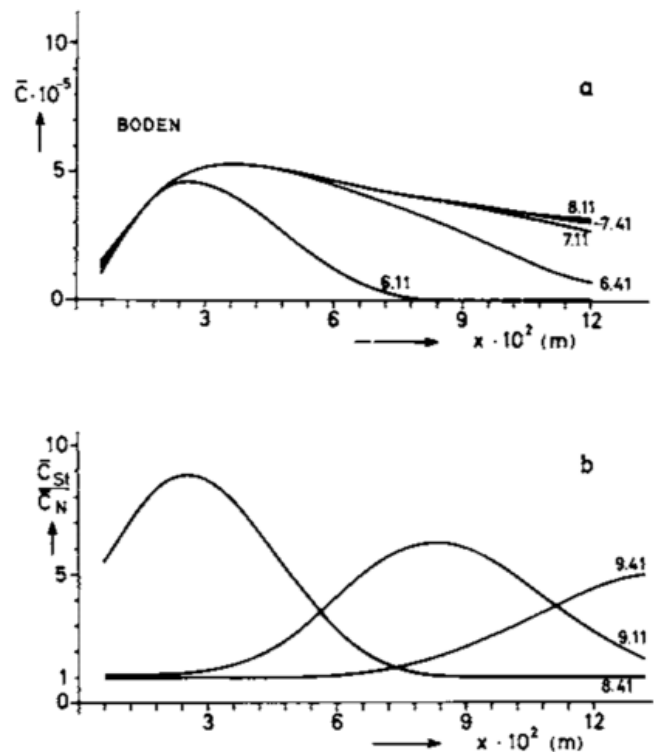 10
a
C̄ · 10⁻⁵
BODEN
5
8.11
7.41
7.11
6.41
6.11
0
3 6 9 12
x · 10² (m)
10
b
C̄St
C̄N
9.41
5
9.11
1
8.41
0
3 6 9 12
x · 10² (m)